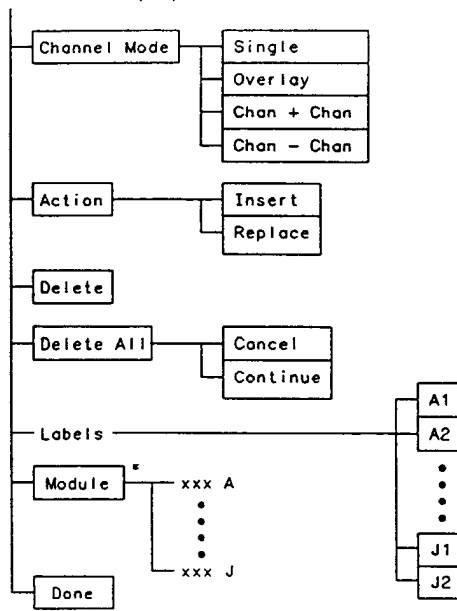 Channel Mode
Single
Overlay
Chan + Chan
Chan - Chan
Action
Insert
Replace
Delete
Delete All
Cancel
Continue
Labels
A1
A2
J1
J2
Module *
xxx A
xxx J
Done